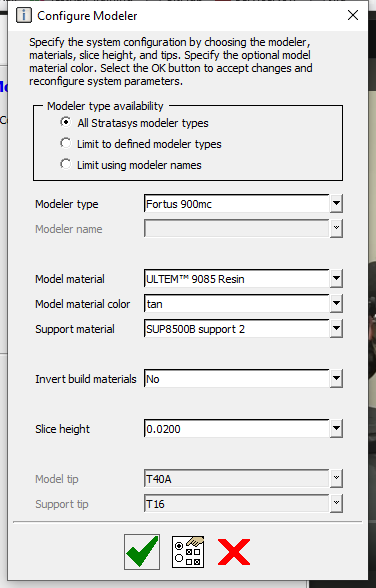 Configure Modeler
Specify the system configuration by choosing the modeler,
materials, slice height, and tips. Specify the optional model
material color. Select the OK button to accept changes and
reconfigure system parameters.
Modeler type availability
All Stratasys modeler types
Limit to defined modeler types
Limit using modeler names
Modeler type Fortus 900mc
Modeler name
Model material ULTEM™ 9085 Resin
Model material color tan
Support material SUP8500B support 2
Invert build materials No
Slice height 0.0200
Model tip T40A
Support tip T16